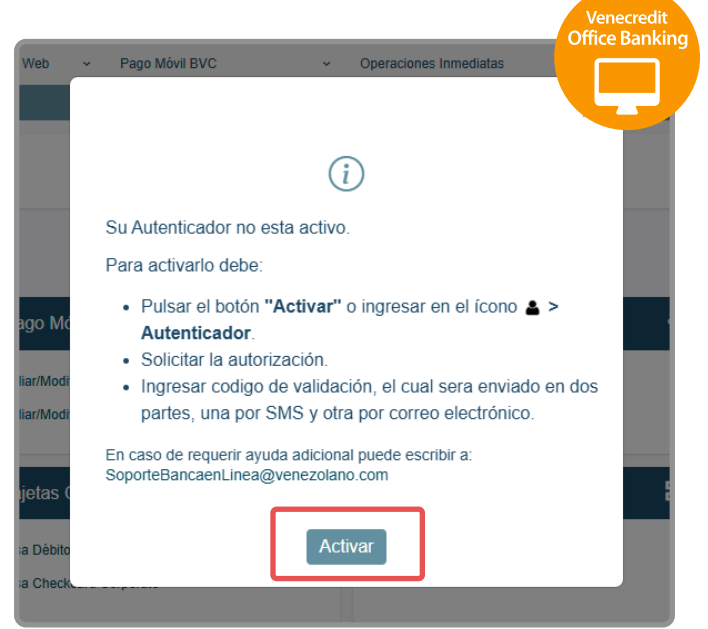 Venecredit
Office Banking
Web
Pago Móvil BVC
Operaciones Inmediatas
Su Autenticador no esta activo.
Para activarlo debe:
• Pulsar el botón "Activar" o ingresar en el ícono >
Autenticador.
• Solicitar la autorización.
• Ingresar codigo de validación, el cual sera enviado en dos
partes, una por SMS y otra por correo electrónico.
En caso de requerir ayuda adicional puede escribir a:
SoporteBancaenLinea@venezolano.com
Activar